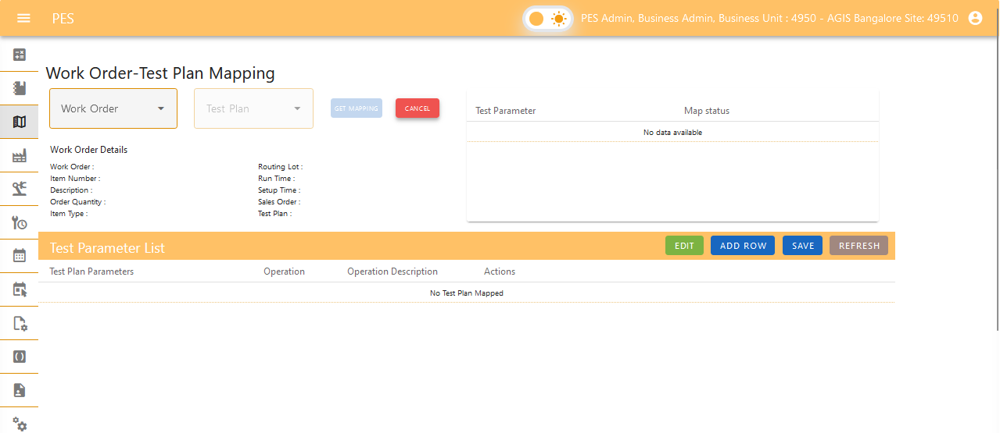 PES
PES Admin, Business Admin, Business Unit : 4950 - AGIS Bangalore Site: 49510
Work Order-Test Plan Mapping
Work Order
Test Plan
GET MAPPING
CANCEL
Test Parameter
Map status
No data available
Work Order Details
Work Order :
Routing Lot :
Item Number :
Run Time :
Description :
Setup Time :
Order Quantity :
Sales Order :
Item Type :
Test Plan :
Test Parameter List
EDIT
ADD ROW
SAVE
REFRESH
Test Plan Parameters
Operation
Operation Description
Actions
No Test Plan Mapped